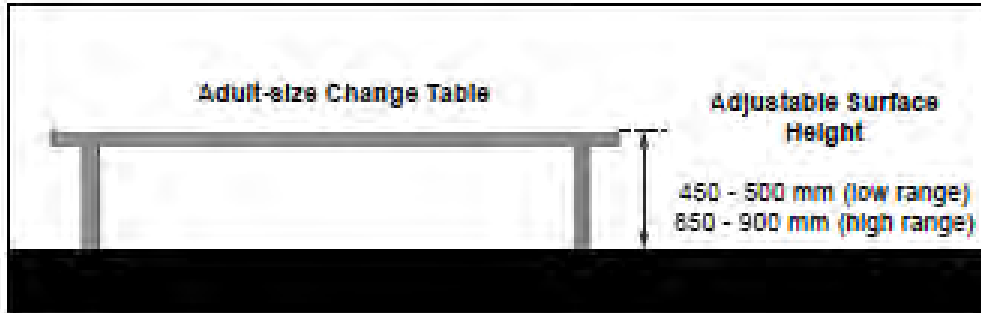 Adult-size Change Table
Adjustable Surface
Height
450 - 500 mm (low range)
850 - 900 mm (high range)